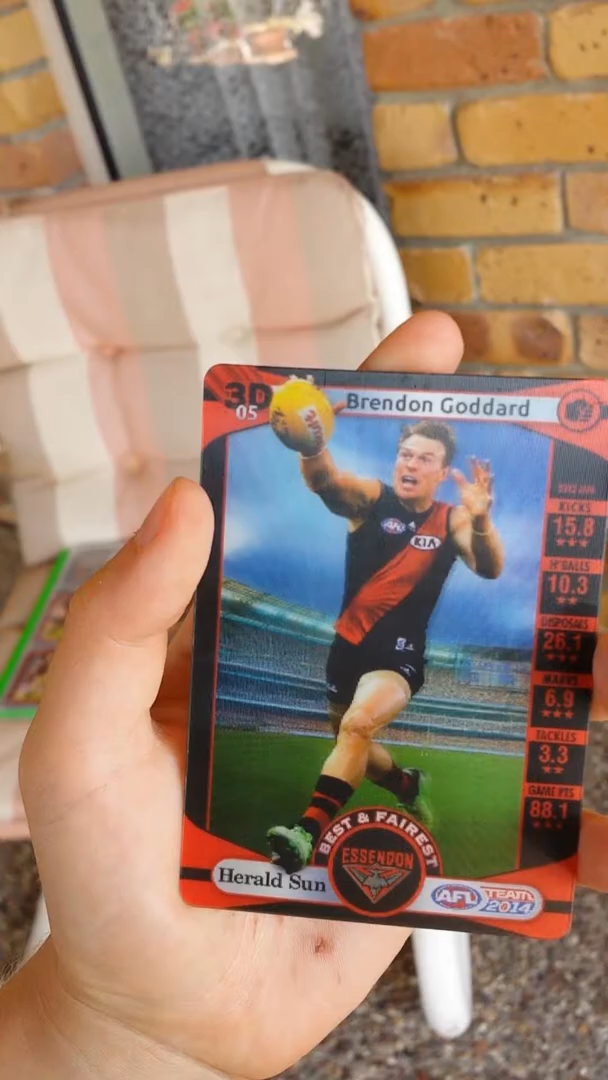 3D
05
Brendon Goddard
KIA
KICKS
15.8
H'BALLS
10.3
DISPOSALS
26.1
MARKS
6.9
TACKLES
3.3
GAME PTS
88.1
BEST & FAIREST
ESSENDON
Herald Sun
AFL TEAM
2014